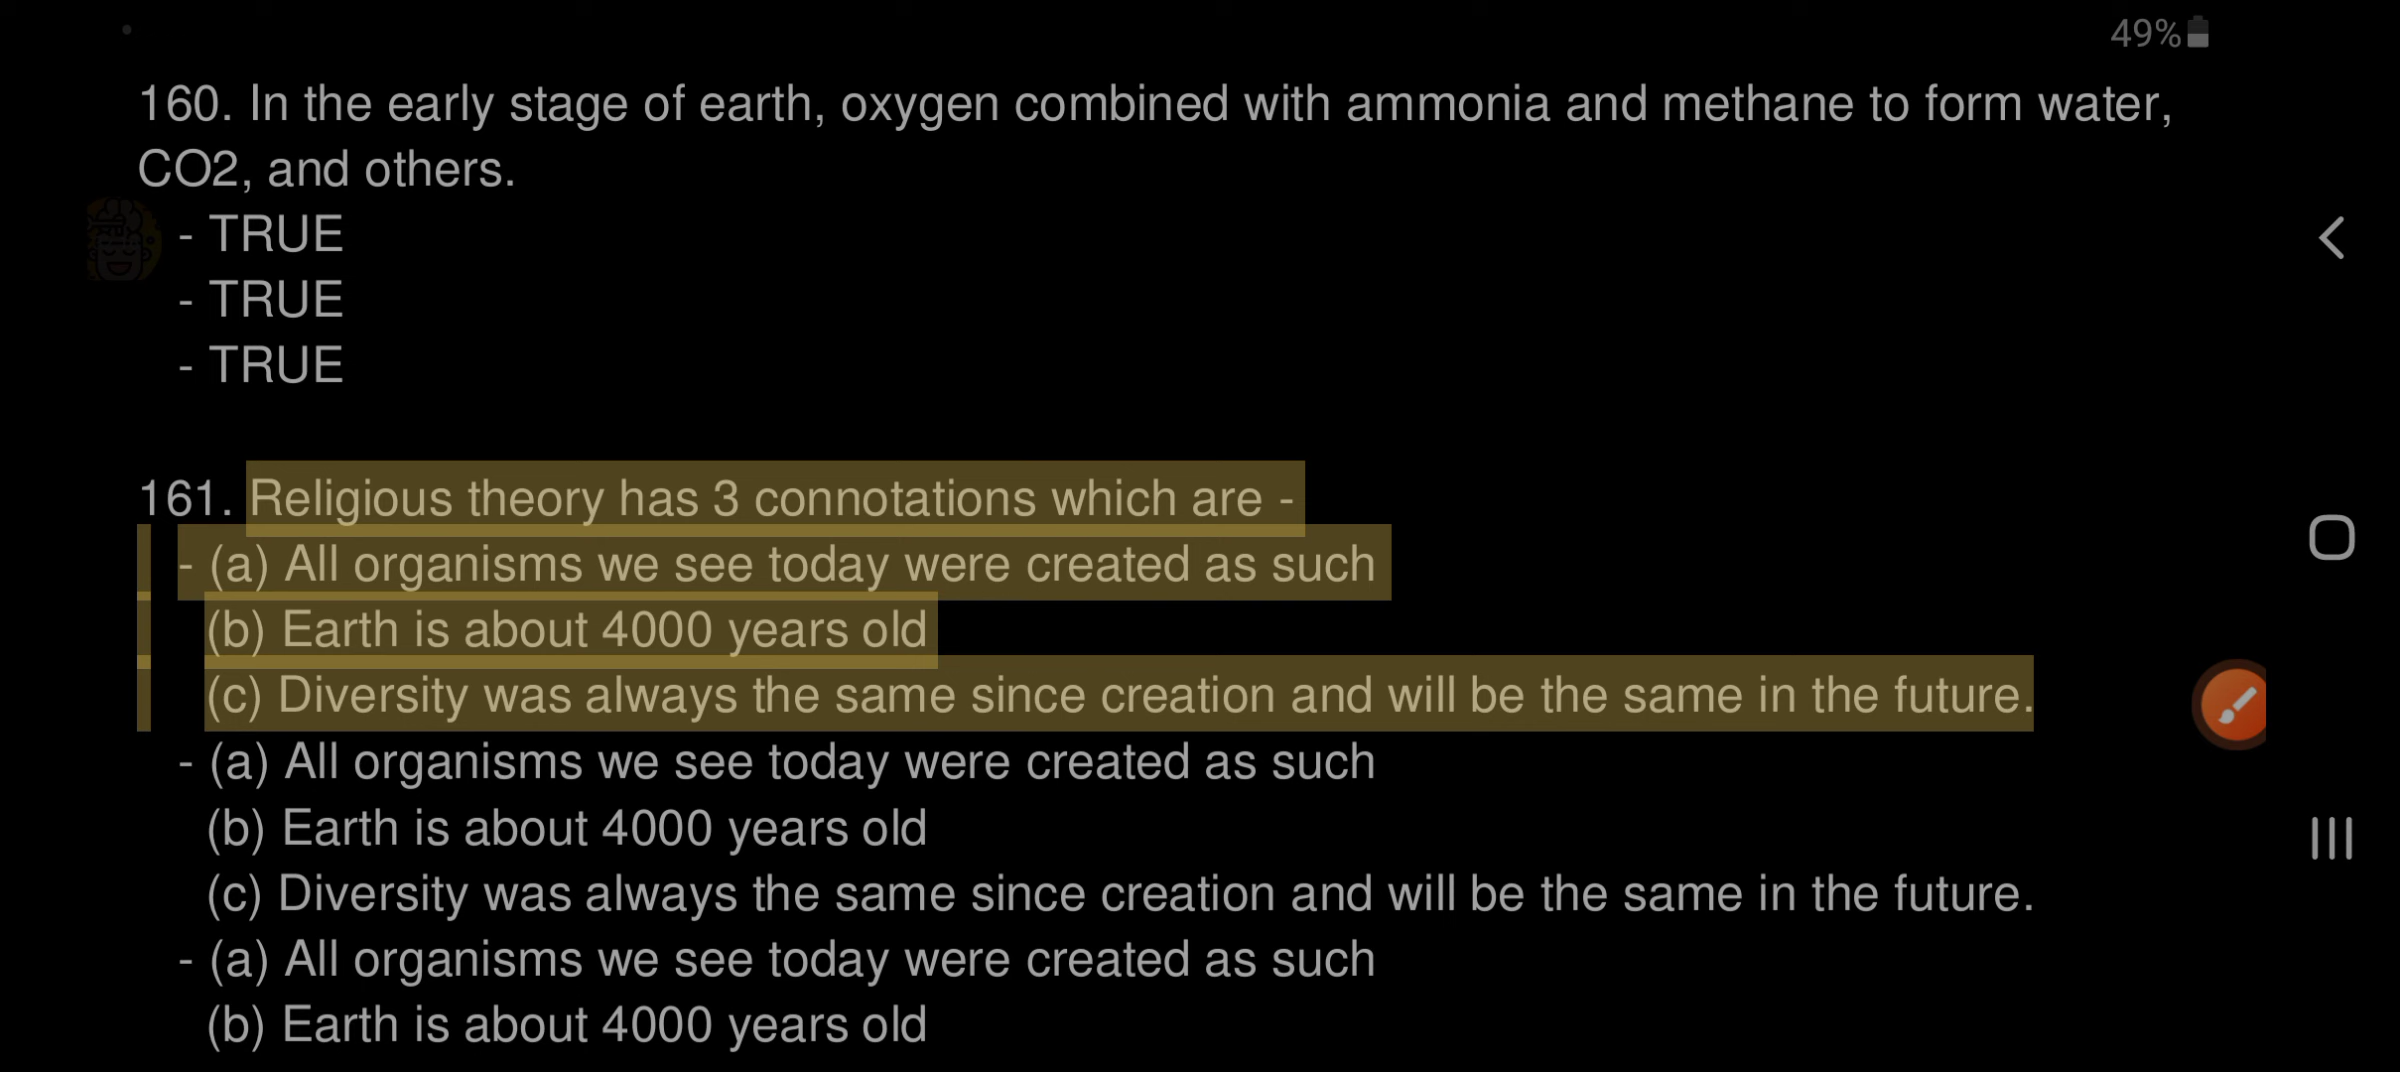 49%
160. In the early stage of earth, oxygen combined with ammonia and methane to form water,
CO2, and others.
- TRUE
- TRUE
- TRUE
161. Religious theory has 3 connotations which are -
- (a) All organisms we see today were created as such
(b) Earth is about 4000 years old
(c) Diversity was always the same since creation and will be the same in the future.
- (a) All organisms we see today were created as such
(b) Earth is about 4000 years old
(c) Diversity was always the same since creation and will be the same in the future.
- (a) All organisms we see today were created as such
(b) Earth is about 4000 years old